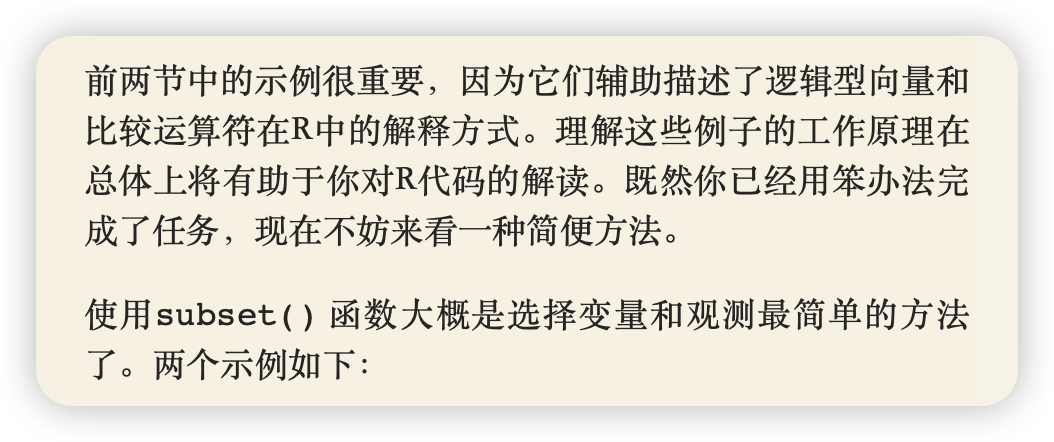 前两节中的示例很重要，因为它们辅助描述了逻辑型向量和
比较运算符在R中的解释方式。理解这些例子的工作原理在
总体上将有助于你对R代码的解读。既然你已经用笨办法完
成了任务，现在不妨来看一种简便方法。
使用subset() 函数大概是选择变量和观测最简单的方法
了。两个示例如下：